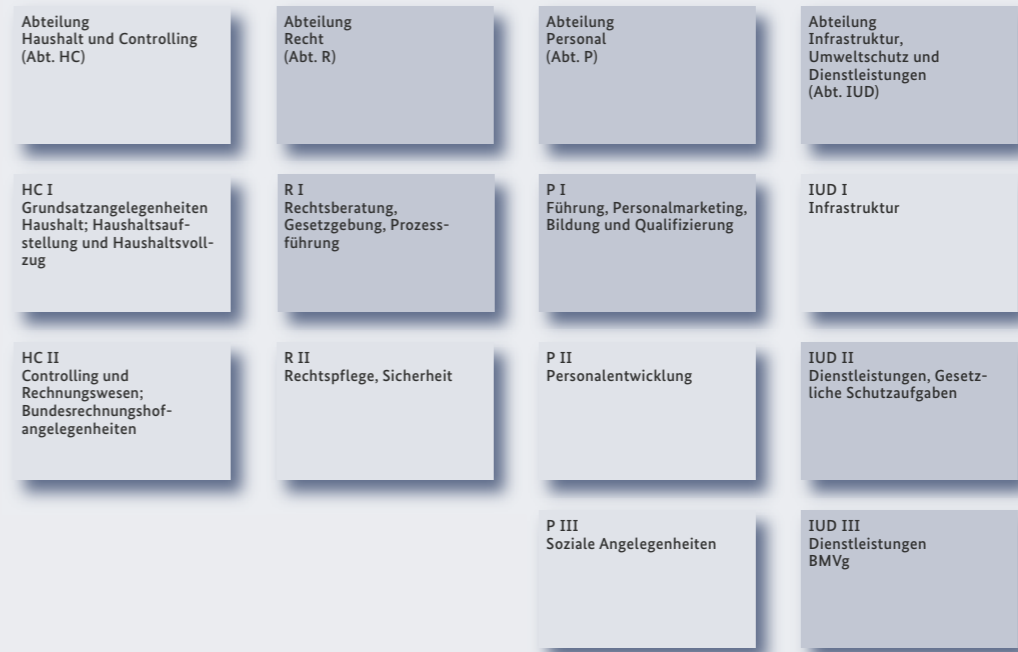 Abteilung
Haushalt und Controlling
(Abt. HC)
Abteilung
Recht
(Abt. R)
Abteilung
Personal
(Abt. P)
Abteilung
Infrastruktur,
Umweltschutz und
Dienstleistungen
(Abt. IUD)
HC I
Grundsatzangelegenheiten
Haushalt; Haushaltsauf-
stellung und Haushaltsvoll-
zug
R I
Rechtsberatung,
Gesetzgebung, Prozess-
führung
P I
Führung, Personalmarketing,
Bildung und Qualifizierung
IUD I
Infrastruktur
HC II
Controlling und
Rechnungswesen;
Bundesrechnungshof-
angelegenheiten
R II
Rechtspflege, Sicherheit
P II
Personalentwicklung
IUD II
Dienstleistungen, Gesetz-
liche Schutzaufgaben
P III
Soziale Angelegenheiten
IUD III
Dienstleistungen
BMVg